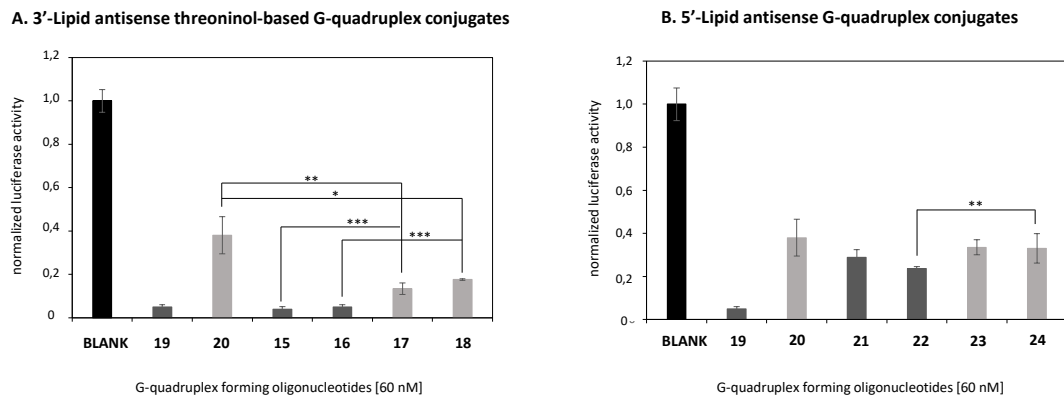 A. 3’-Lipid antisense threoninol-based G-quadruplex conjugates
1,2
1,0
0,8
0,6
0,4
0,2
0
normalized luciferase activity
**
*
***
***
BLANK 19 20 15 16 17 18
G-quadruplex forming oligonucleotides [60 nM]
B. 5’-Lipid antisense G-quadruplex conjugates
1,2
1,0
0,8
0,6
0,4
0,2
normalized luciferase activity
**
BLANK 19 20 21 22 23 24
G-quadruplex forming oligonucleotides [60 nM]